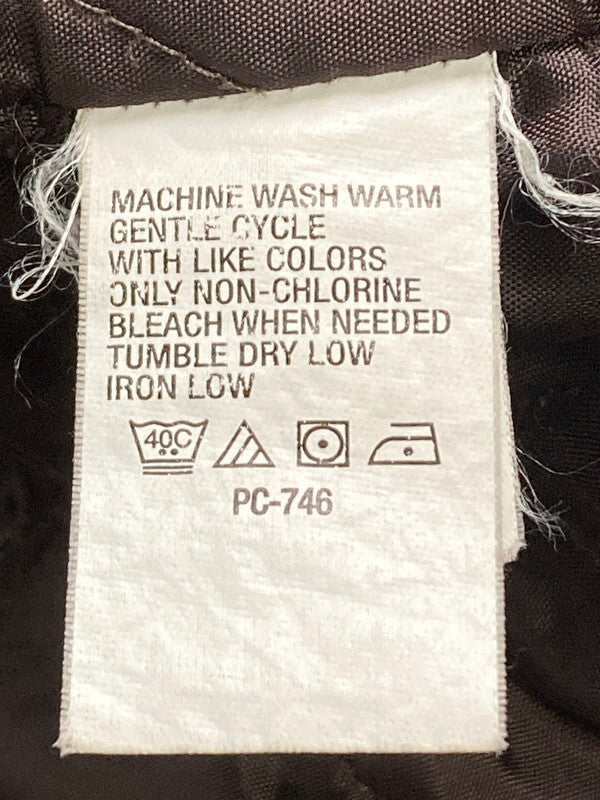 MACHINE WASH WARM
GENTLE CYCLE
WITH LIKE COLORS
ONLY NON-CHLORINE
BLEACH WHEN NEEDED
TUMBLE DRY LOW
IRON LOW
40C
PC-746